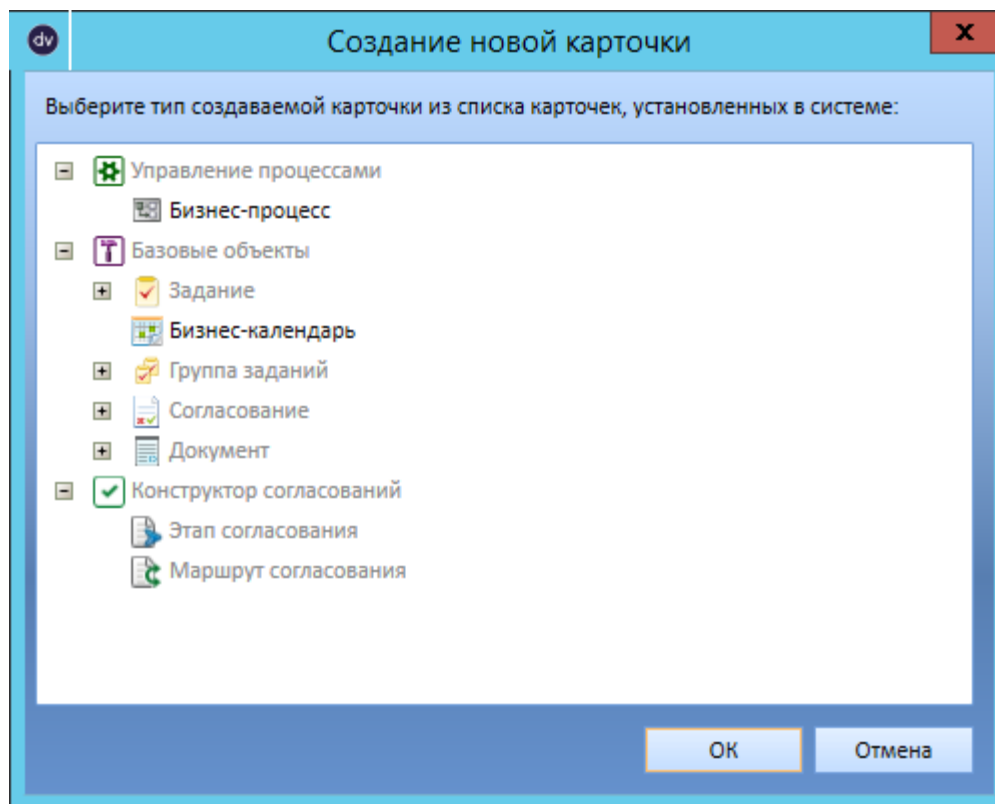 dv
Создание новой карточки
x
Выберите тип создаваемой карточки из списка карточек, установленных в системе:
Управление процессами
Бизнес-процесс
Базовые объекты
Задание
Бизнес-календарь
Группа заданий
Согласование
Документ
Конструктор согласований
Этап согласования
Маршрут согласования
ОК
Отмена